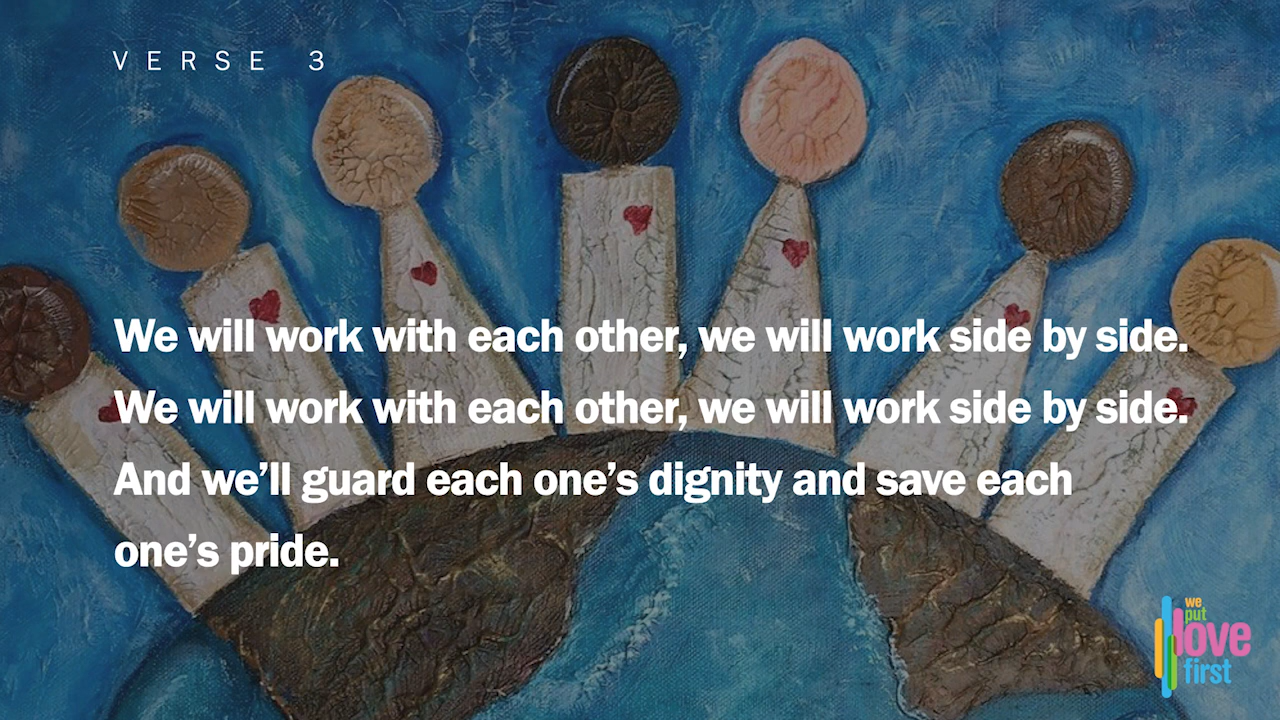 VERSE 3
We will work with each other, we will work side by side.
We will work with each other, we will work side by side.
And we’ll guard each one’s dignity and save each
one’s pride.
we
put
love
first